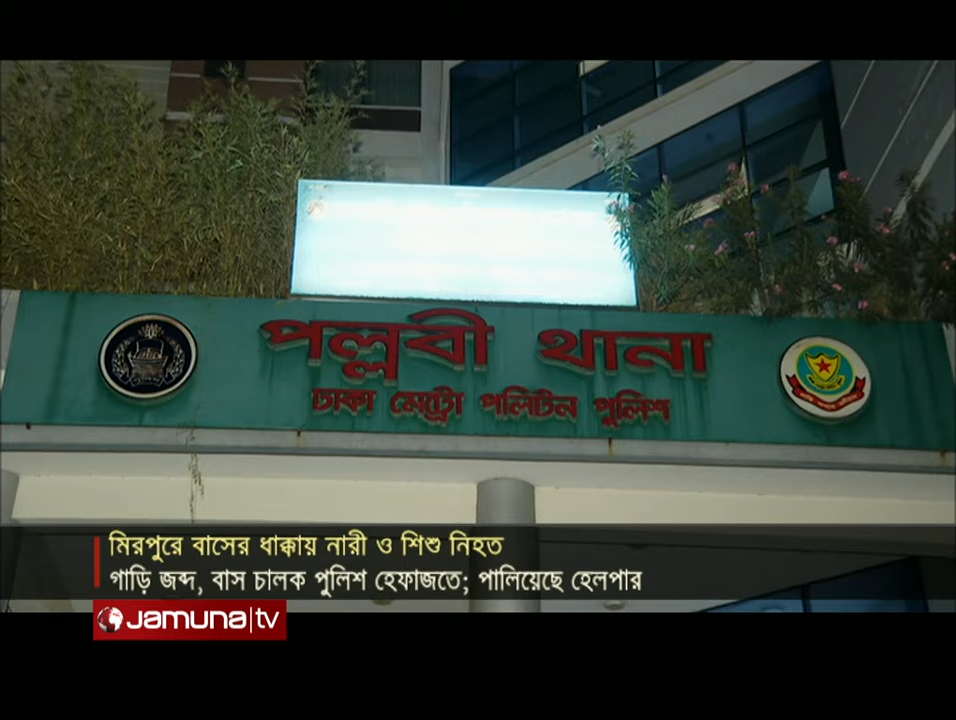 পল্লবী থানা
ঢাকা মেট্রো পলিটন পুলিশ
মিরপুরে বাসের ধাক্কায় নারী ও শিশু নিহত
গাড়ি জব্দ, বাস চালক পুলিশ হেফাজতে; পালিয়েছে হেলপার
Jamuna|tv